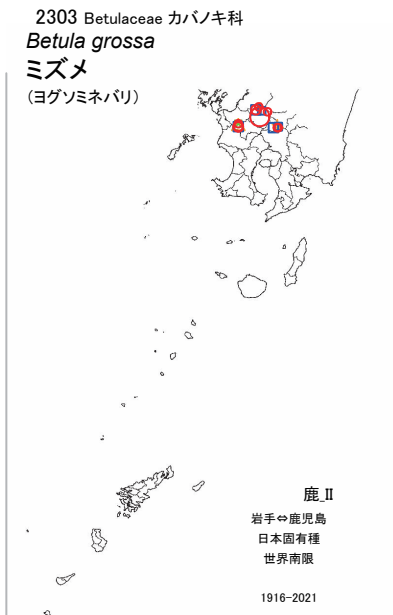 2303 Betulaceae カバノキ科
Betula grossa
ミズメ
(ヨグソミネバリ)
鹿_II
岩手⇔鹿児島
日本固有種
世界南限
1916-2021